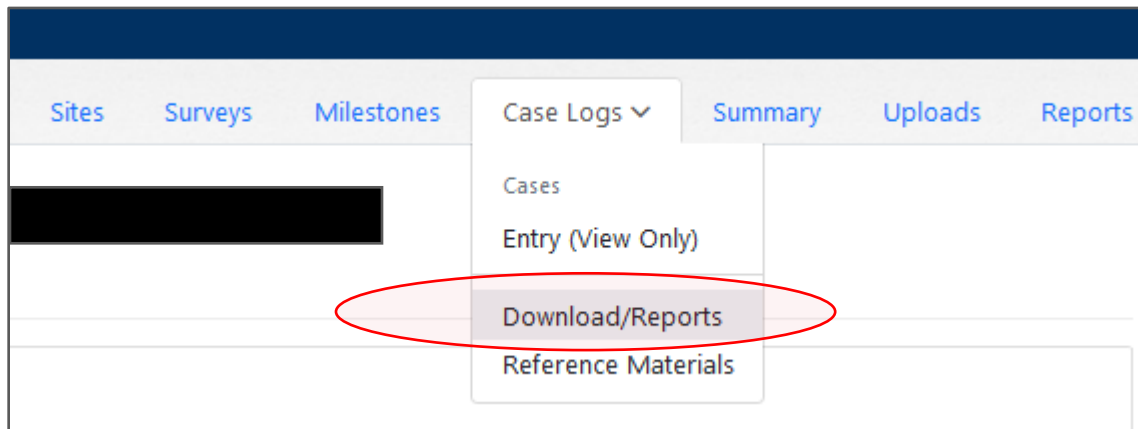 Sites Surveys Milestones Case Logs Summary Uploads Reports
Cases
Entry (View Only)
Download/Reports
Reference Materials